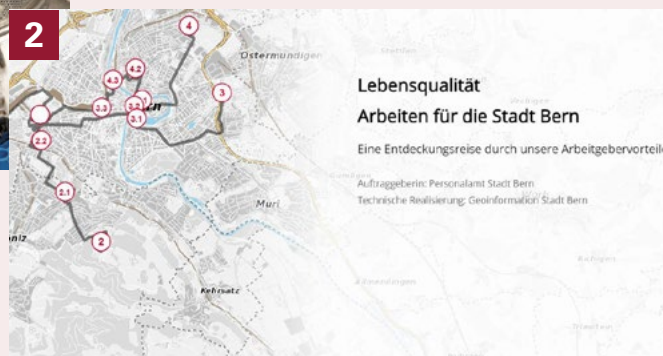 2
Lebensqualität
Arbeiten für die Stadt Bern
Eine Entdeckungsreise durch unsere Arbeitgebervorteile
Auftraggeberin: Personalamt Stadt Bern
Technische Realisierung: Geoinformation Stadt Bern
4
Ostermundigen
4.2
4.3
3
3.3
3.2
3.1
2.2
2.1
Muri
2
Kehrsatz